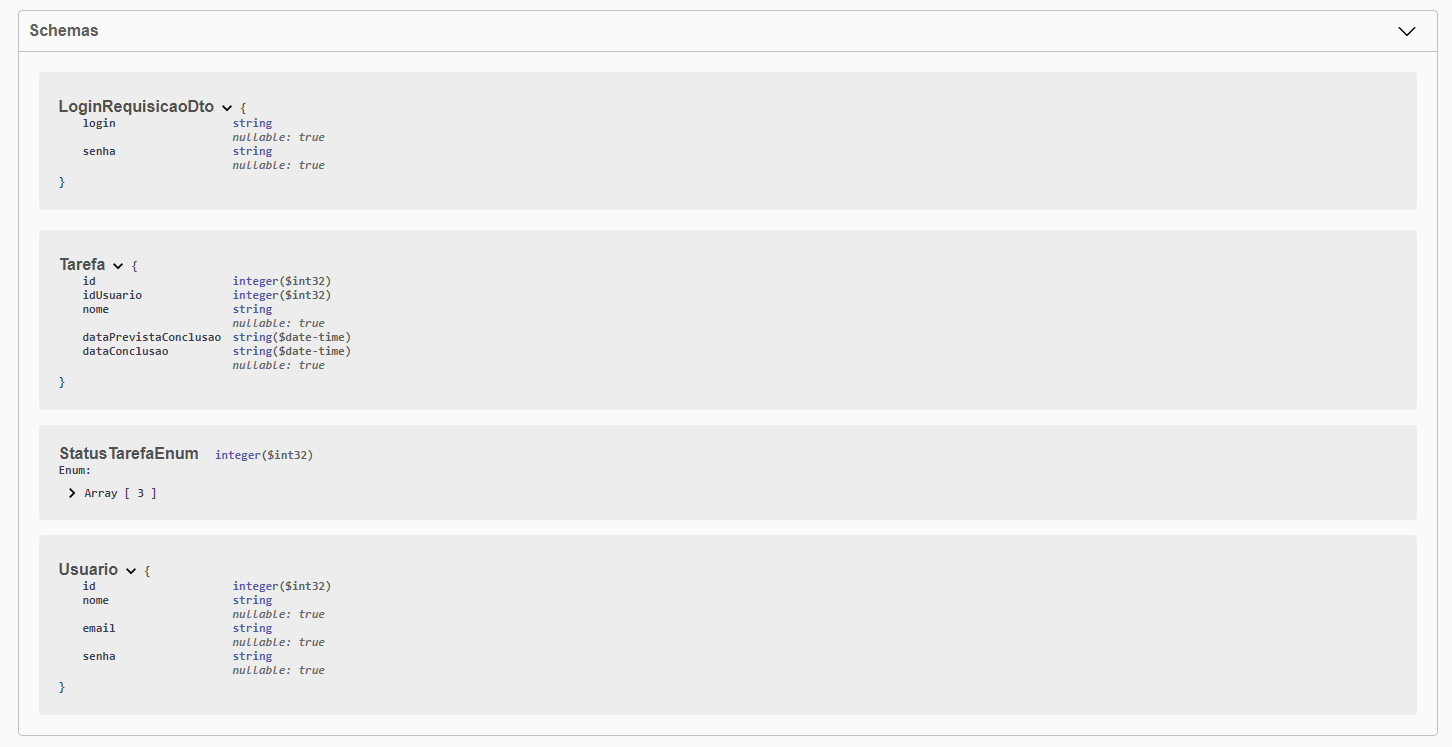 Schemas
LoginRequisicaoDto {
login string
nullable: true
senha string
nullable: true
}
Tarefa {
id integer($int32)
idUsuario integer($int32)
nome string
nullable: true
dataPrevistaConclusao string($date-time)
dataConclusao string($date-time)
nullable: true
}
StatusTarefaEnum integer($int32)
Enum:
Array [ 3 ]
Usuario {
id integer($int32)
nome string
nullable: true
email string
nullable: true
senha string
nullable: true
}